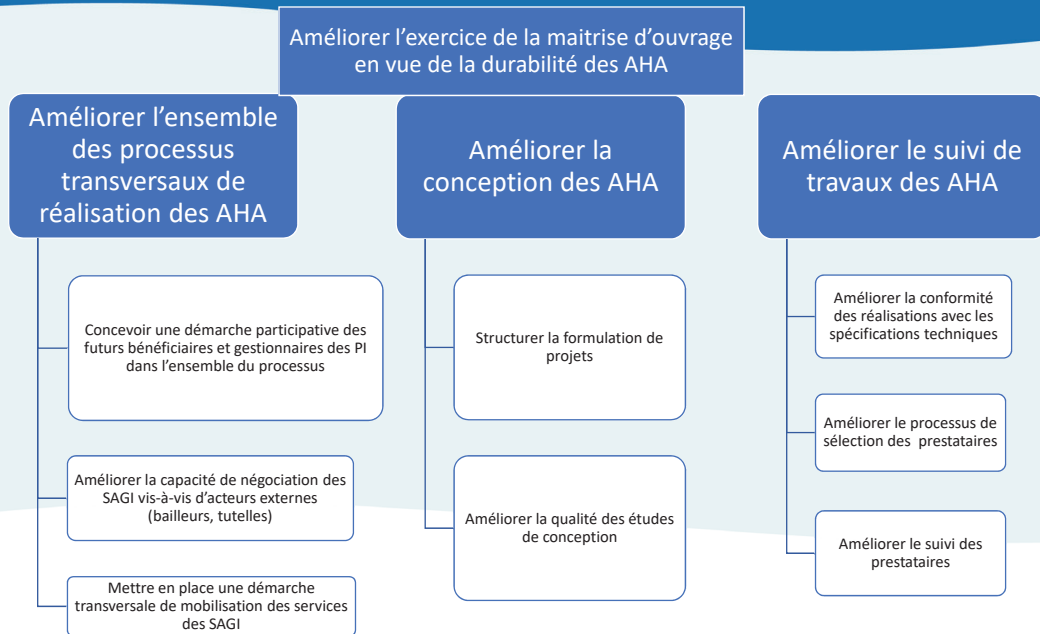 Améliorer l'exercice de la maitrise d'ouvrage
en vue de la durabilité des AHA
Améliorer l'ensemble
des processus
transversaux de
réalisation des AHA
Concevoir une démarche participative des
futurs bénéficiaires et gestionnaires des PI
dans l'ensemble du processus
Améliorer la capacité de négociation des
SAGI vis-à-vis d'acteurs externes
(bailleurs, tutelles)
Mettre en place une démarche
transversale de mobilisation des services
des SAGI
Améliorer la
conception des AHA
Structurer la formulation de
projets
Améliorer la qualité des études
de conception
Améliorer le suivi de
travaux des AHA
Améliorer la conformité
des réalisations avec les
spécifications techniques
Améliorer le processus de
sélection des prestataires
Améliorer le suivi des
prestataires